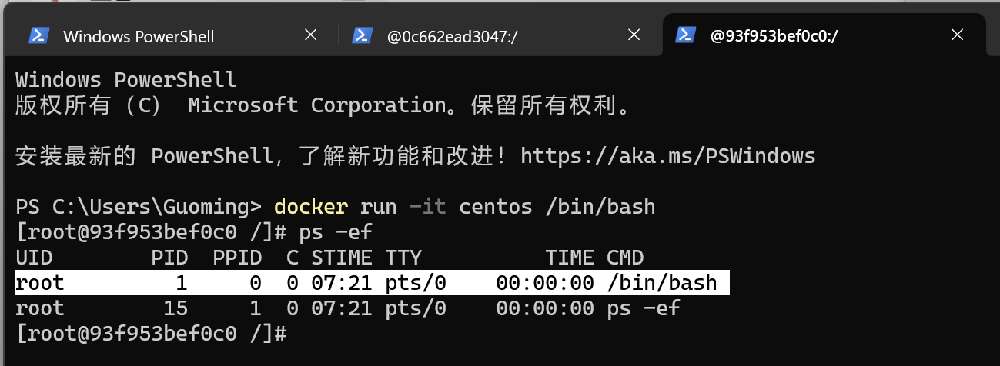 Windows PowerShell
@0c662ead3047:/
@93f953bef0c0:/
Windows PowerShell
版权所有（C） Microsoft Corporation。保留所有权利。
安装最新的 PowerShell，了解新功能和改进！https://aka.ms/PSWindows
PS C:\Users\Guoming> docker run -it centos /bin/bash
[root@93f953bef0c0 /]# ps -ef
UID        PID  PPID  C STIME TTY          TIME CMD
root         1     0  0 07:21 pts/0    00:00:00 /bin/bash
root        15     1  0 07:21 pts/0    00:00:00 ps -ef
[root@93f953bef0c0 /]#